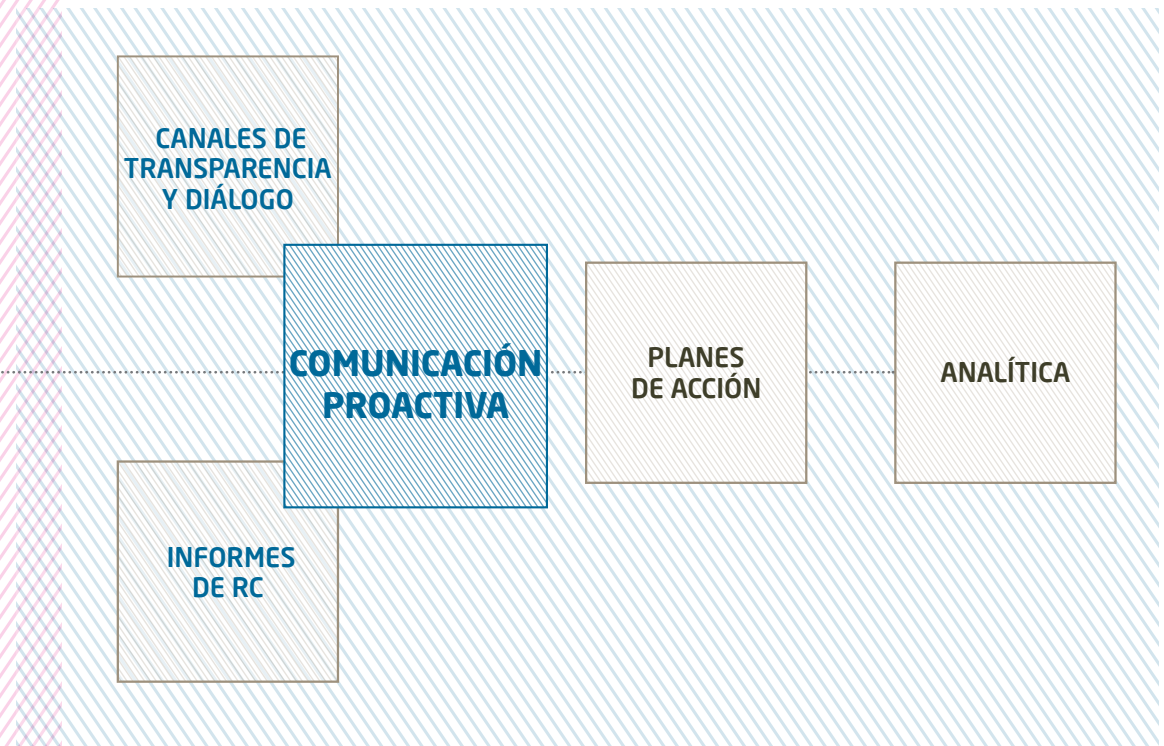 CANALES DE
TRANSPARENCIA
Y DIÁLOGO
COMUNICACIÓN
PROACTIVA
PLANES
DE ACCIÓN
ANALÍTICA
INFORMES
DE RC